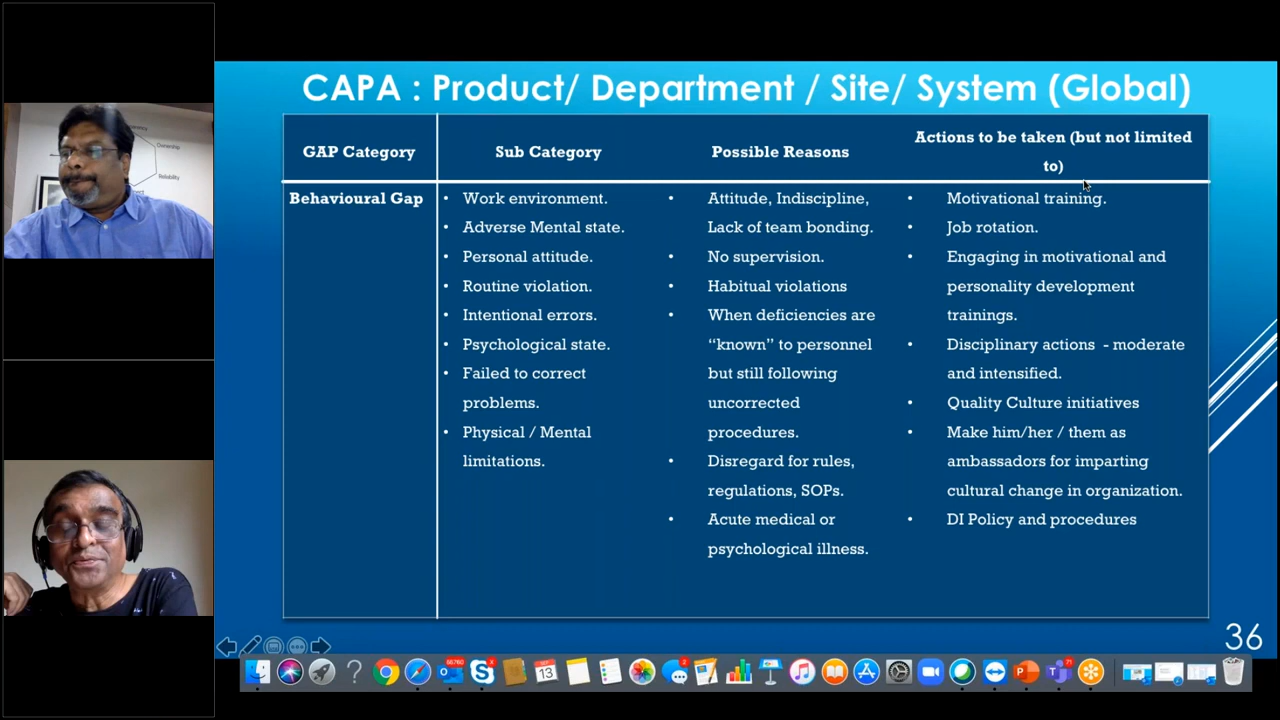 CAPA : Product/ Department / Site/ System (Global)
GAP Category
Sub Category
Possible Reasons
Actions to be taken (but not limited
to)
Behavioural Gap
• Work environment.
• Adverse Mental state.
• Personal attitude.
• Routine violation.
• Intentional errors.
• Psychological state.
• Failed to correct
problems.
• Physical / Mental
limitations.
• Attitude, Indiscipline,
Lack of team bonding.
• No supervision.
• Habitual violations
• When deficiencies are
“known” to personnel
but still following
uncorrected
procedures.
• Disregard for rules,
regulations, SOPs.
• Acute medical or
psychological illness.
• Motivational training.
• Job rotation.
• Engaging in motivational and
personality development
trainings.
• Disciplinary actions - moderate
and intensified.
• Quality Culture initiatives
• Make him/her / them as
ambassadors for imparting
cultural change in organization.
• DI Policy and procedures
36
Ownership
Reliability
13